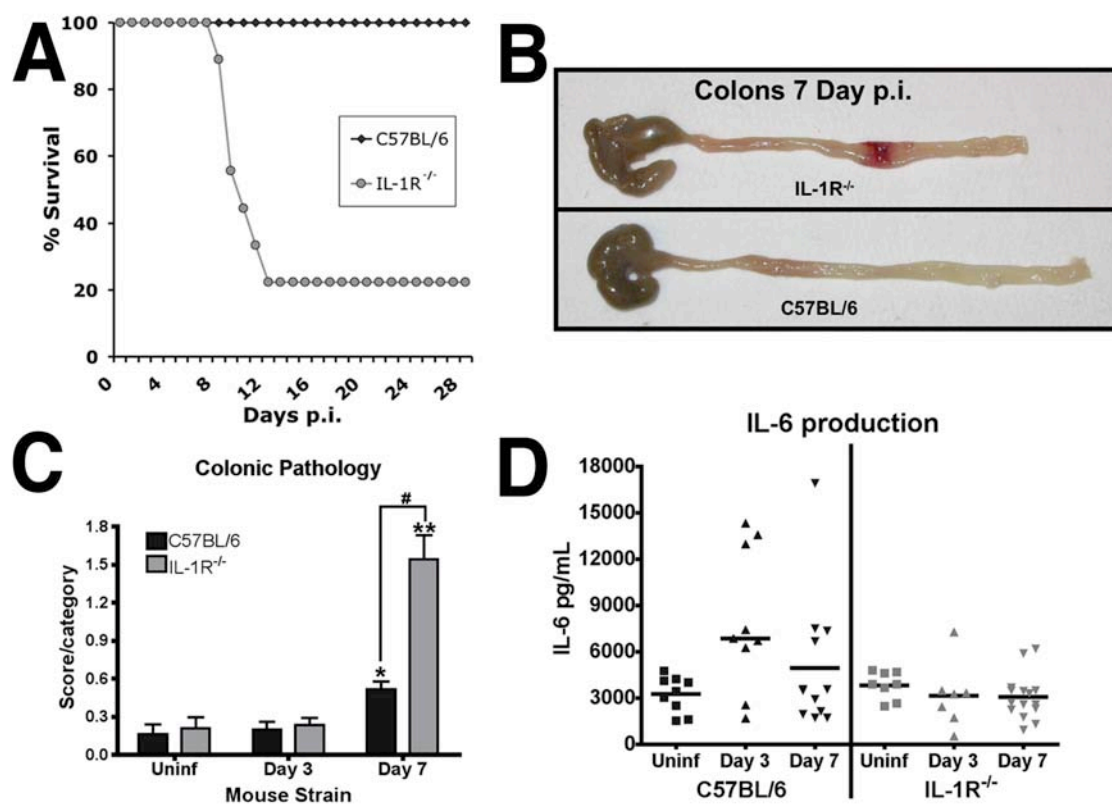 A
% Survival
100
80
60
40
20
0
0 4 8 12 16 20 24 28
Days p.i.
C57BL/6
IL-1R-/-
B
Colons 7 Day p.i.
IL-1R-/-
C57BL/6
C
Colonic Pathology
Score/category
1.8
1.5
1.2
0.9
0.6
0.3
0.0
C57BL/6
IL-1R-/-
#
**
*
Uninf Day 3 Day 7
Mouse Strain
D
IL-6 production
IL-6 pg/mL
18000
15000
12000
9000
6000
3000
0
Uninf Day 3 Day 7 Uninf Day 3 Day 7
C57BL/6 IL-1R-/-